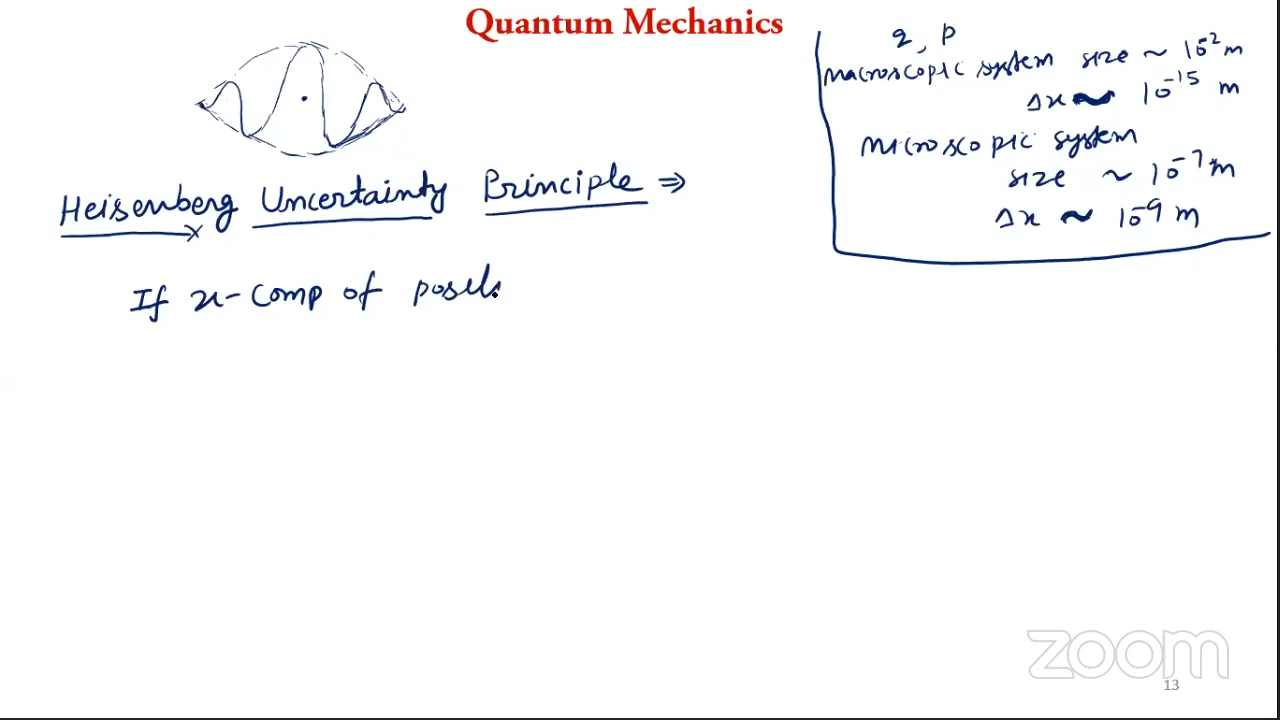 Quantum Mechanics
q, p
macroscopic system size ~ 10⁻² m
Δx ~ 10⁻¹⁵ m
microscopic system
size ~ 10⁻⁷ m
Δx ~ 10⁻⁹ m
Heisenberg Uncertainty Principle ⇒
If x-comp of
zoom
13